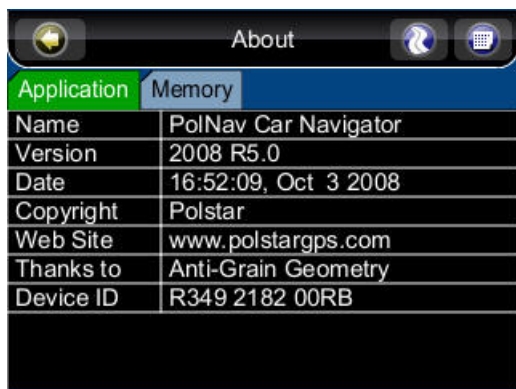 About
Application Memory
Name PolNav Car Navigator
Version 2008 R5.0
Date 16:52:09, Oct 3 2008
Copyright Polstar
Web Site www.polstargps.com
Thanks to Anti-Grain Geometry
Device ID R349 2182 00RB